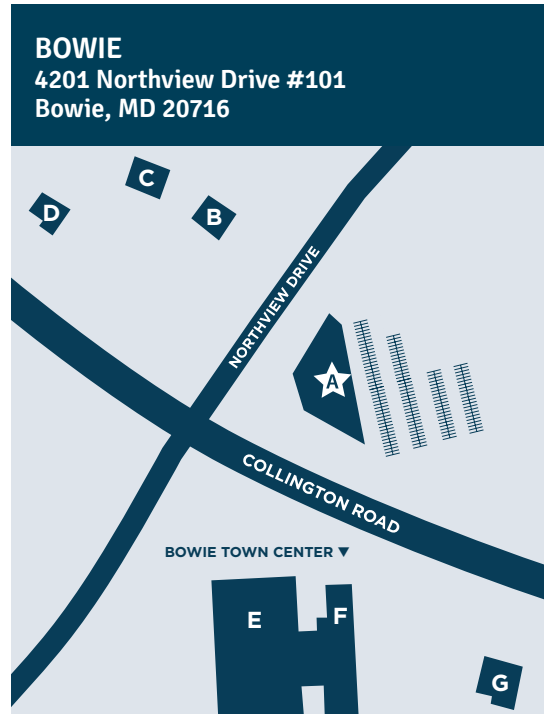 BOWIE
4201 Northview Drive #101
Bowie, MD 20716
C
D
B
NORTHVIEW DRIVE
A
COLLINGTON ROAD
BOWIE TOWN CENTER ▼
E
F
G